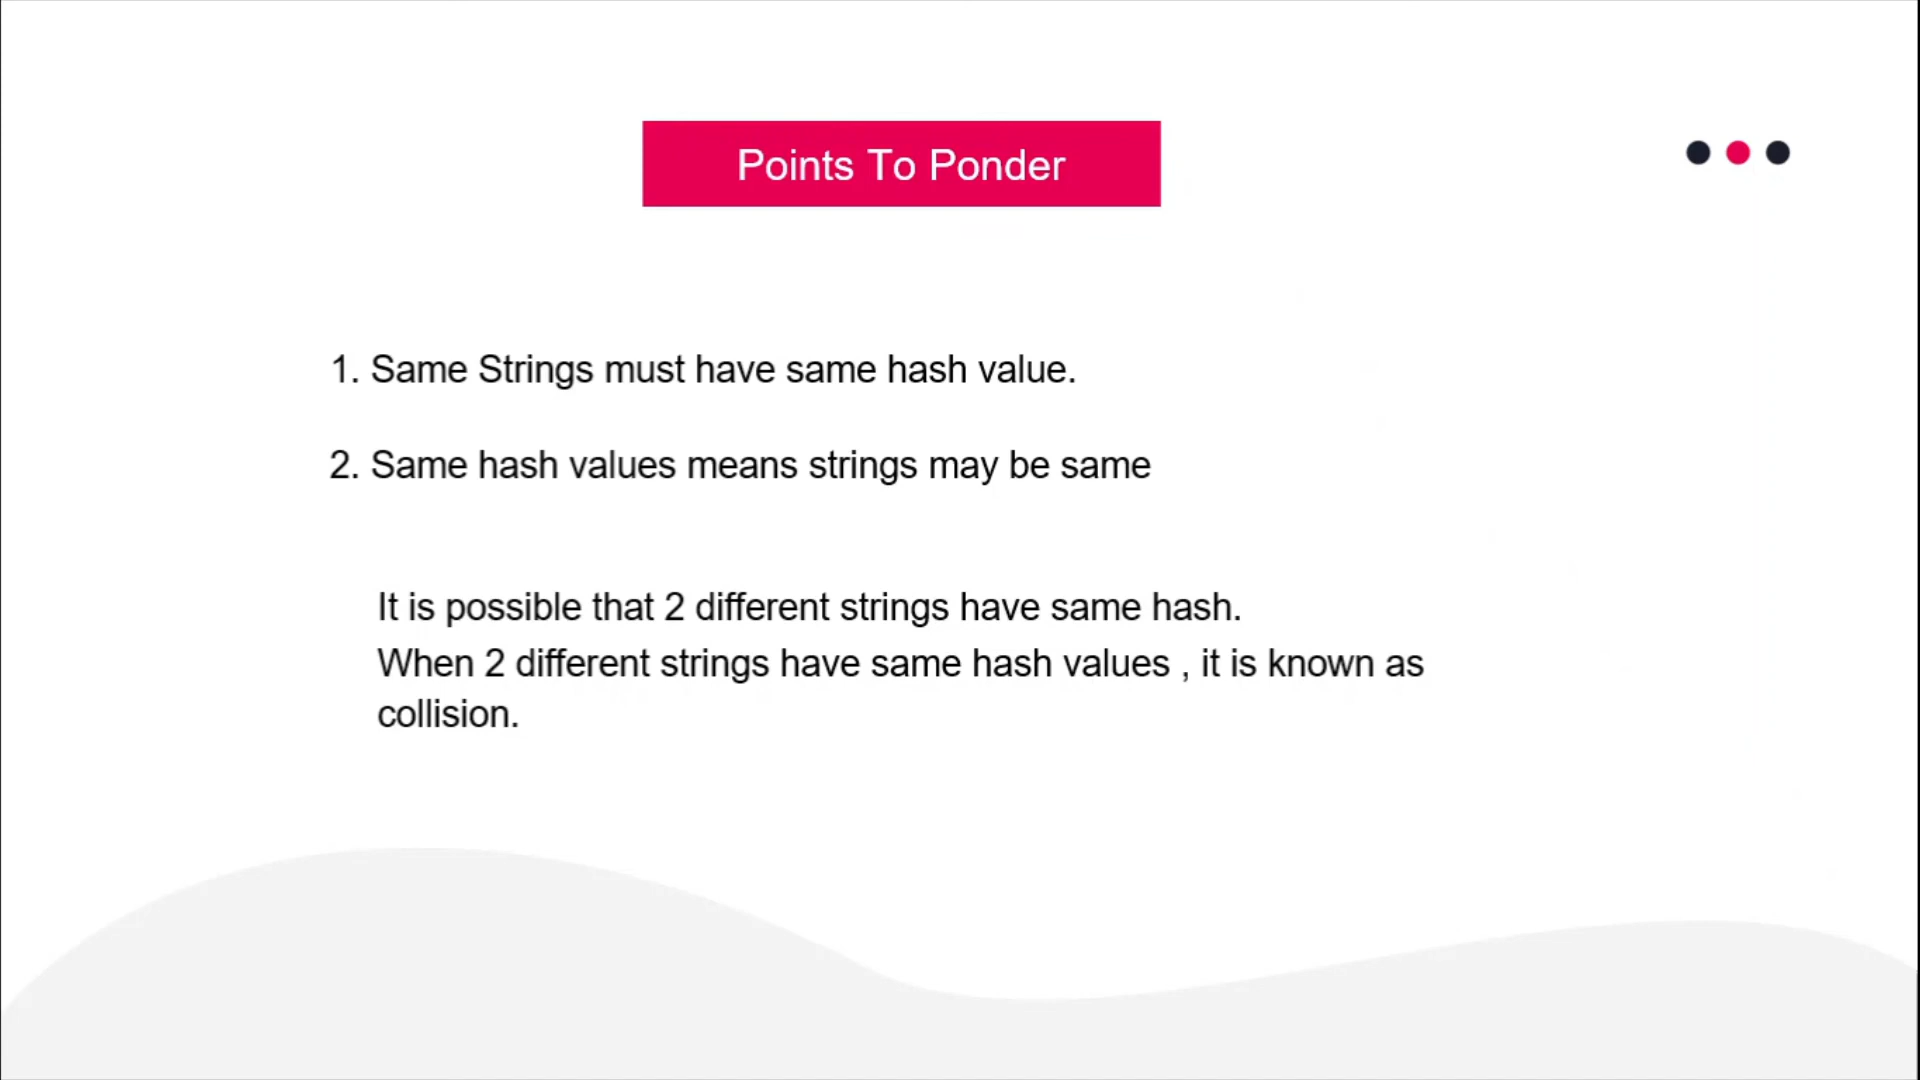 Points To Ponder
1. Same Strings must have same hash value.
2. Same hash values means strings may be same
It is possible that 2 different strings have same hash.
When 2 different strings have same hash values , it is known as
collision.